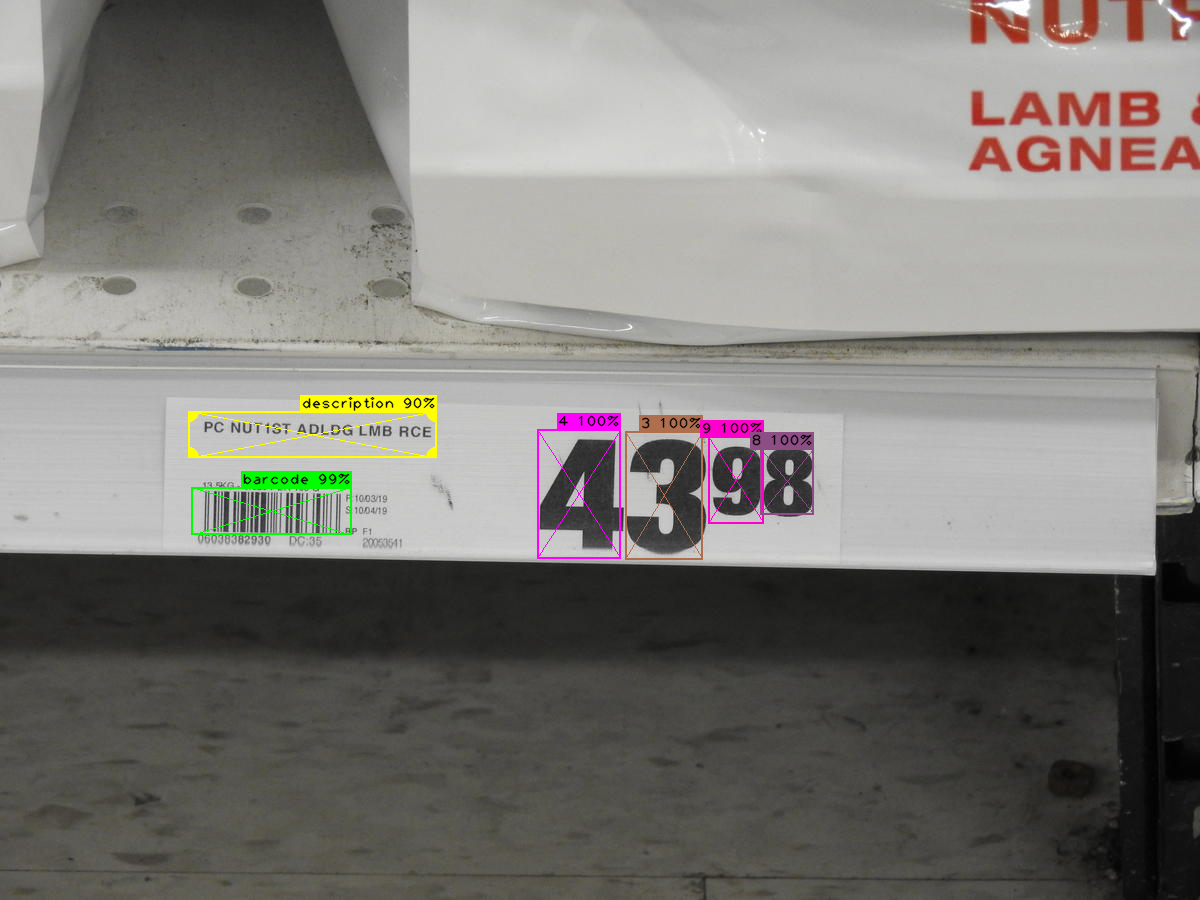 NUT
LAMB &
AGNEA
description 90%
PC NUT1ST ADLDG LMB RCE
barcode 99%
13.5KG
P 10/03/19
S 10/04/19
RP F1
06038382930 DC:35 20053541
4 100%
3 100%
9 100%
8 100%
4398